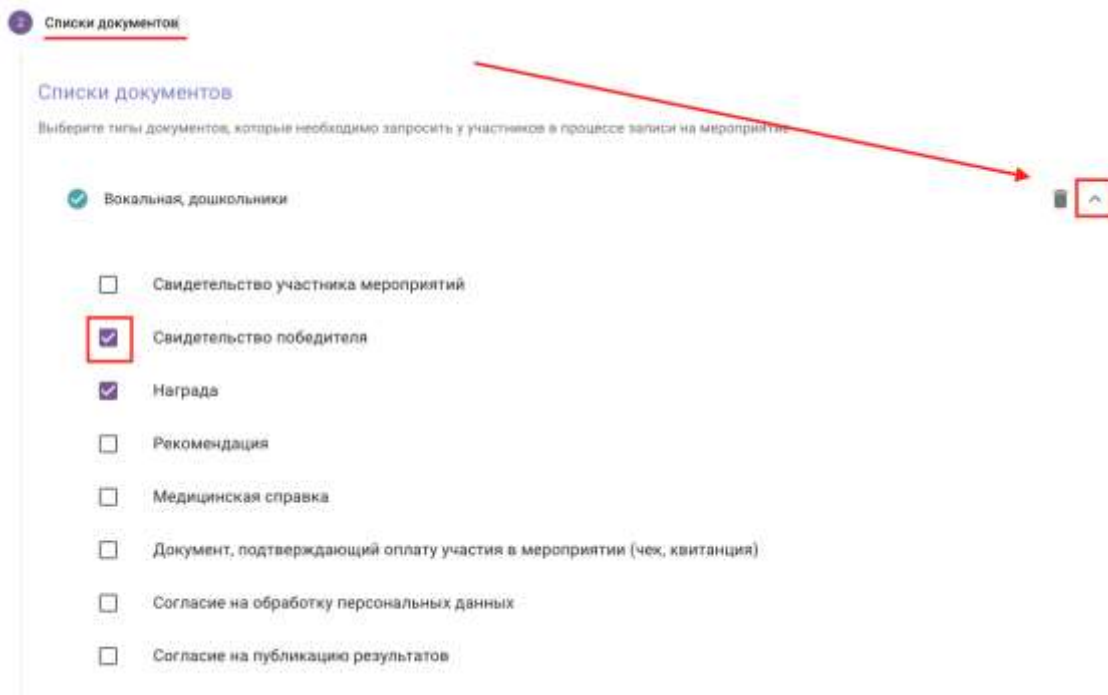 2 Списки документов
Списки документов
Выберите типы документов, которые необходимо запросить у участников в процессе записи на мероприятие
Вокальная, дошкольники
Свидетельство участника мероприятий
Свидетельство победителя
Награда
Рекомендация
Медицинская справка
Документ, подтверждающий оплату участия в мероприятии (чек, квитанция)
Согласие на обработку персональных данных
Согласие на публикацию результатов